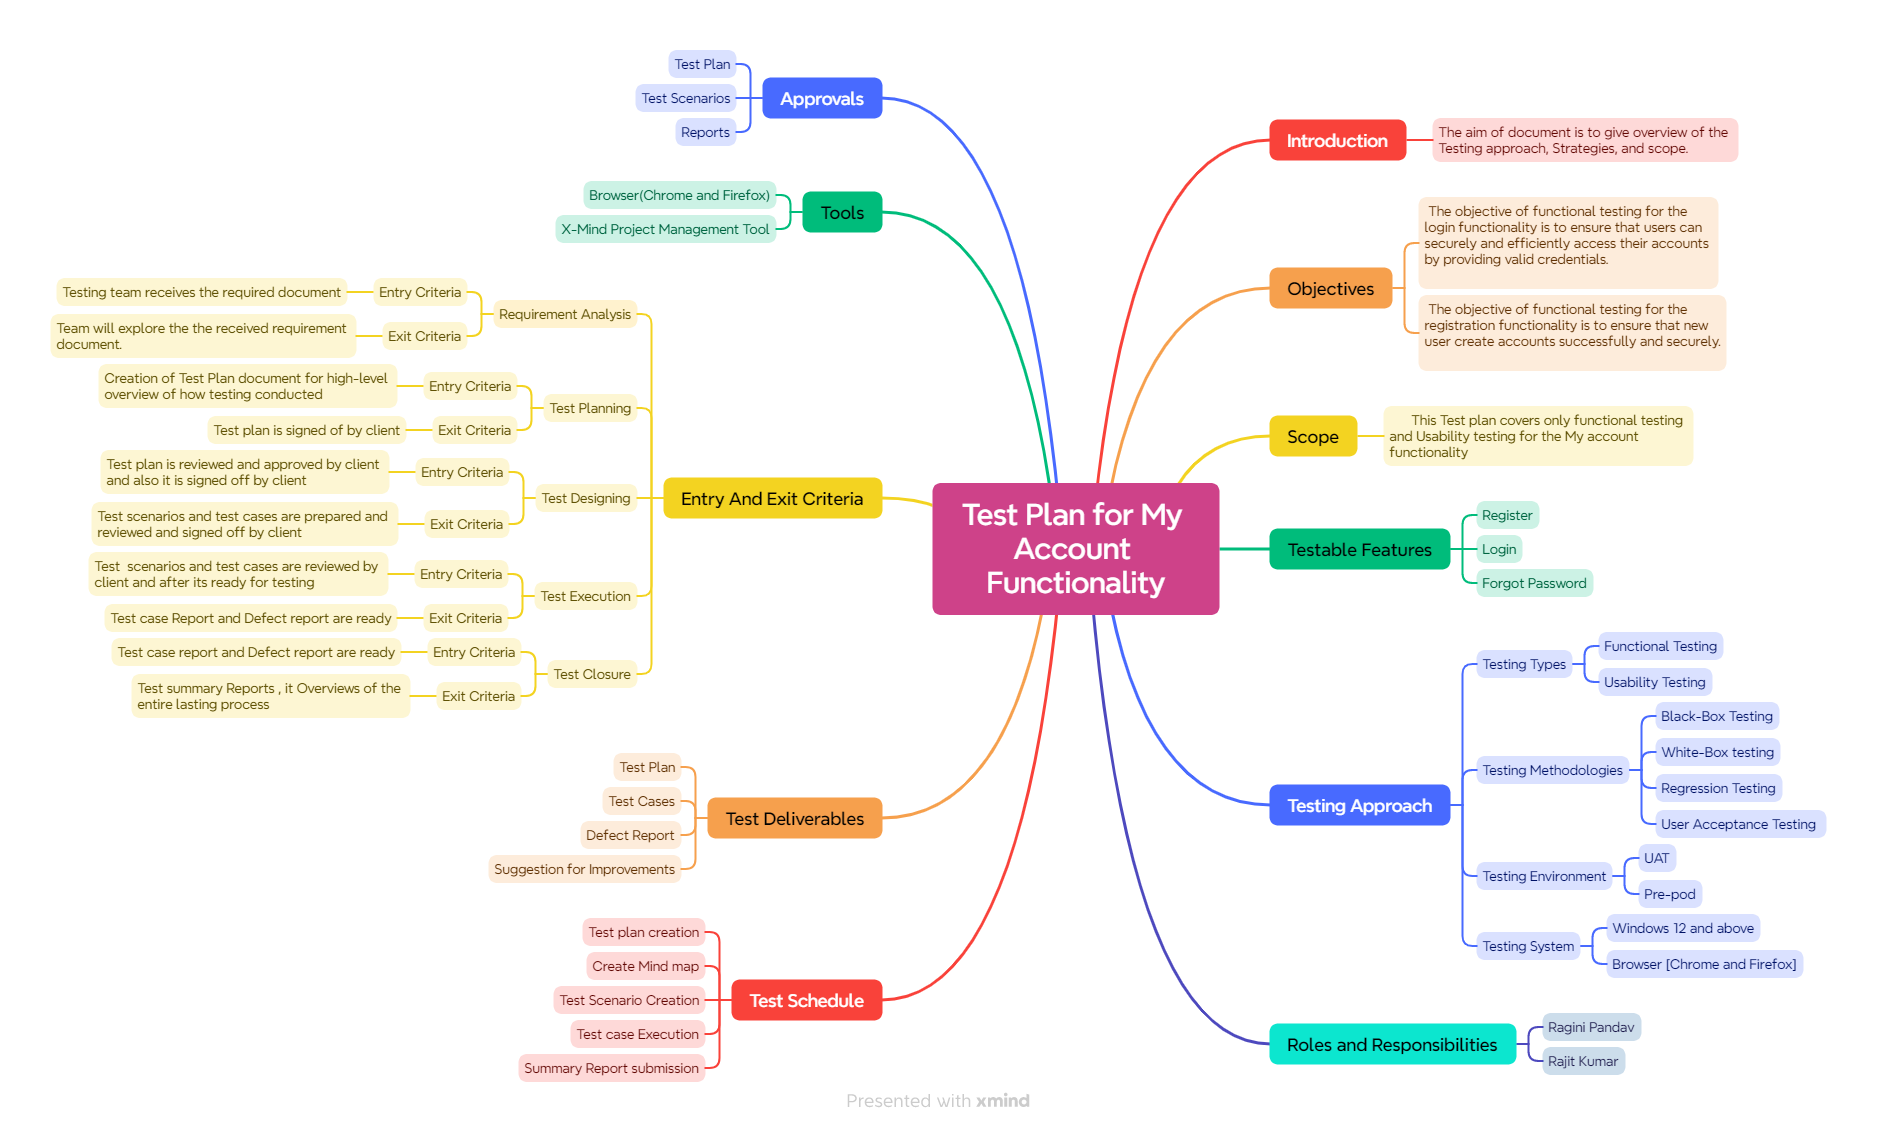 Test Plan for My
Account
Functionality
Introduction
The aim of document is to give overview of the
Testing approach, Strategies, and scope.
Objectives
The objective of functional testing for the
login functionality is to ensure that users can
securely and efficiently access their accounts
by providing valid credentials.
The objective of functional testing for the
registration functionality is to ensure that new
user create accounts successfully and securely.
Scope
This Test plan covers only functional testing
and Usability testing for the My account
functionality
Testable Features
Register
Login
Forgot Password
Testing Approach
Testing Types
Functional Testing
Usability Testing
Testing Methodologies
Black-Box Testing
White-Box testing
Regression Testing
User Acceptance Testing
Testing Environment
UAT
Pre-pod
Testing System
Windows 12 and above
Browser [Chrome and Firefox]
Roles and Responsibilities
Ragini Pandav
Rajit Kumar
Approvals
Test Plan
Test Scenarios
Reports
Tools
Browser(Chrome and Firefox)
X-Mind Project Management Tool
Entry And Exit Criteria
Requirement Analysis
Entry Criteria
Testing team receives the required document
Exit Criteria
Team will explore the the received requirement
document.
Test Planning
Entry Criteria
Creation of Test Plan document for high-level
overview of how testing conducted
Exit Criteria
Test plan is signed of by client
Test Designing
Entry Criteria
Test plan is reviewed and approved by client
and also it is signed off by client
Exit Criteria
Test scenarios and test cases are prepared and
reviewed and signed off by client
Test Execution
Entry Criteria
Test  scenarios and test cases are reviewed by
client and after its ready for testing
Exit Criteria
Test case Report and Defect report are ready
Test Closure
Entry Criteria
Test case report and Defect report are ready
Exit Criteria
Test summary Reports , it Overviews of the
entire lasting process
Test Deliverables
Test Plan
Test Cases
Defect Report
Suggestion for Improvements
Test Schedule
Test plan creation
Create Mind map
Test Scenario Creation
Test case Execution
Summary Report submission
Presented with xmind